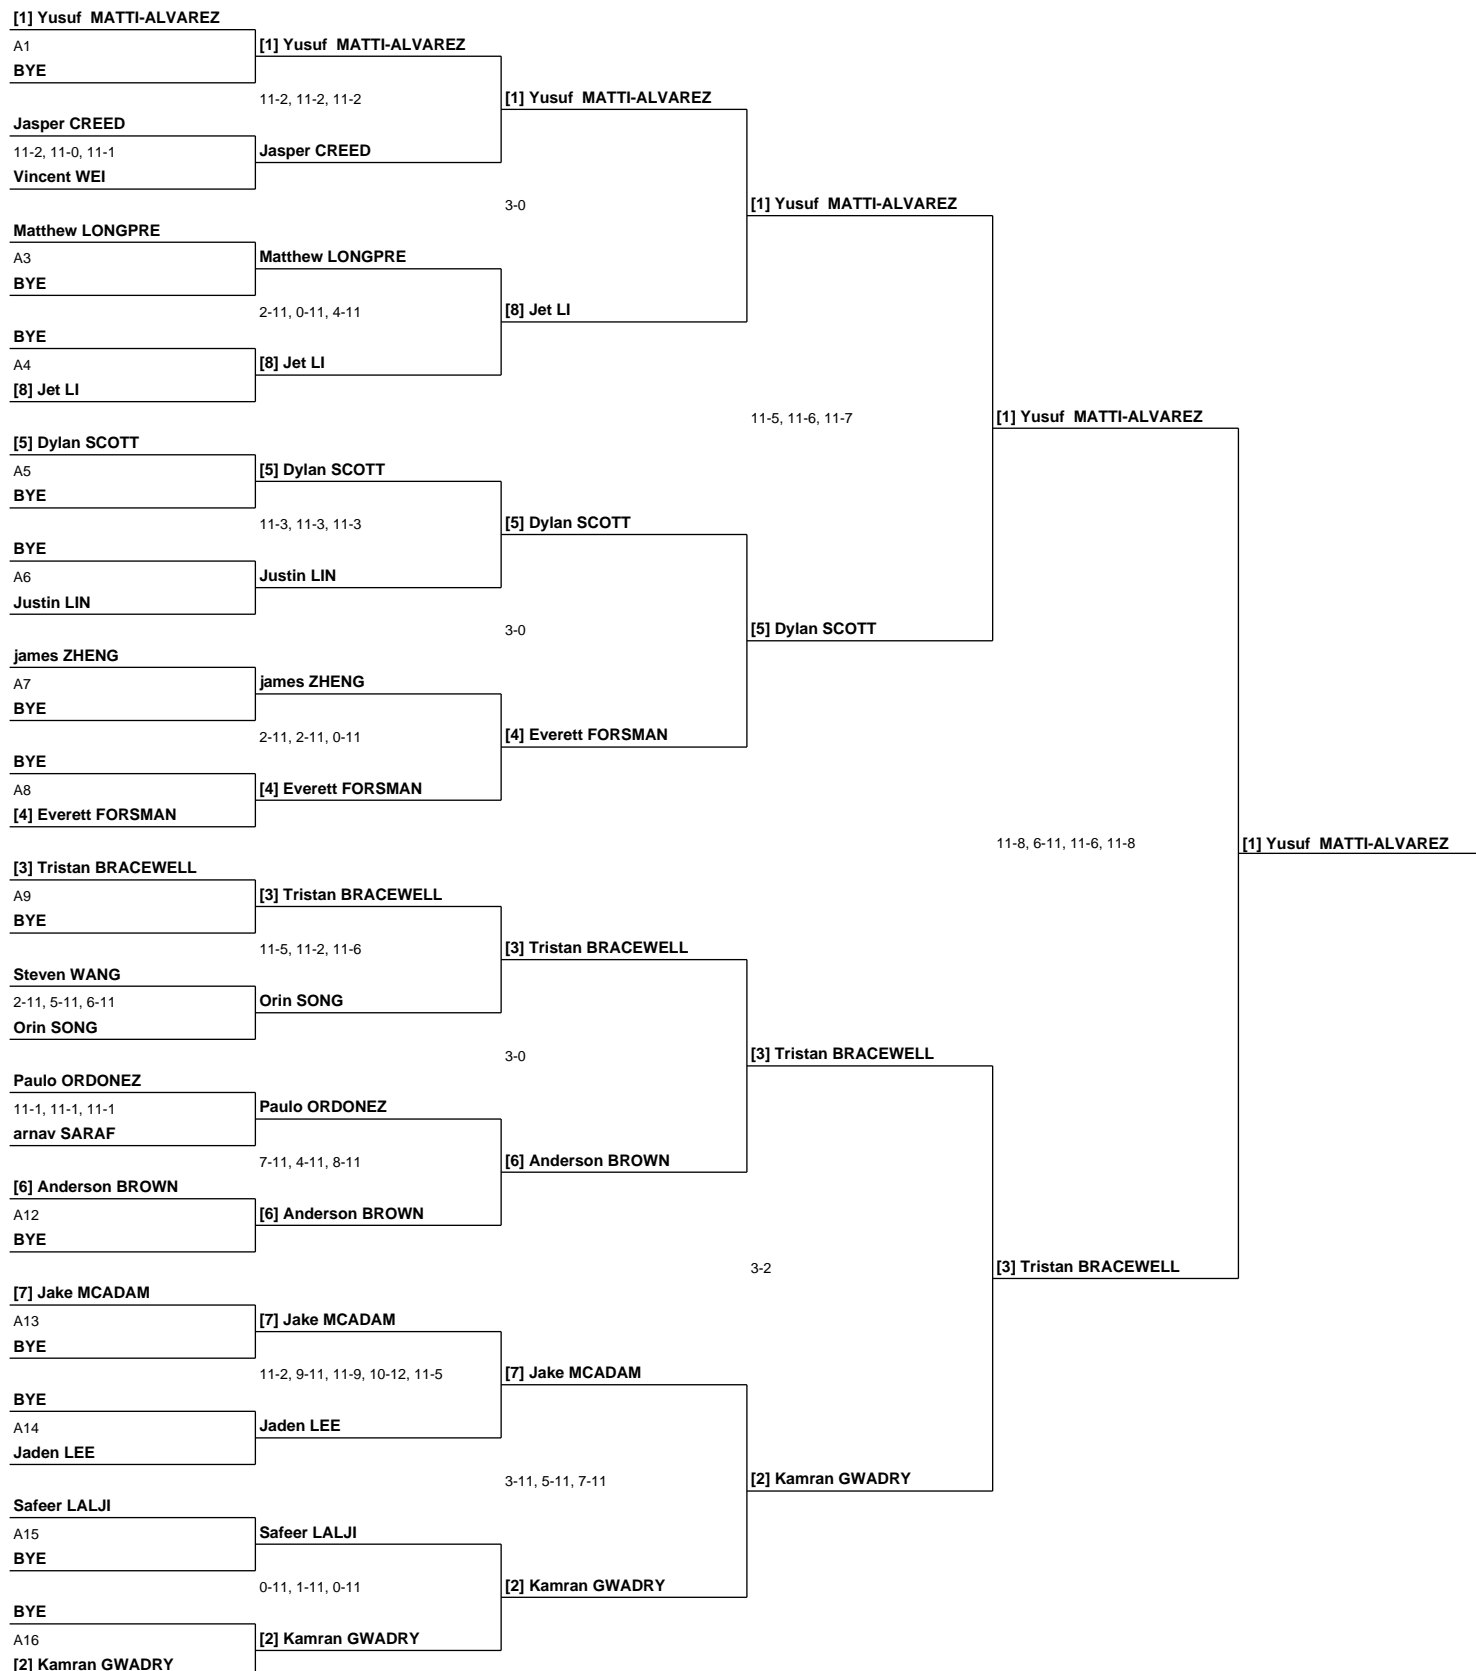 [1] Yusuf  MATTI-ALVAREZ
A1
BYE
Jasper CREED
11-2, 11-0, 11-1
Vincent WEI
Matthew LONGPRE
A3
BYE
BYE
A4
[8] Jet LI
[5] Dylan SCOTT
A5
BYE
BYE
A6
Justin LIN
james ZHENG
A7
BYE
BYE
A8
[4] Everett FORSMAN
[3] Tristan BRACEWELL
A9
BYE
Steven WANG
2-11, 5-11, 6-11
Orin SONG
Paulo ORDONEZ
11-1, 11-1, 11-1
arnav SARAF
[6] Anderson BROWN
A12
BYE
[7] Jake MCADAM
A13
BYE
BYE
A14
Jaden LEE
Safeer LALJI
A15
BYE
BYE
A16
[2] Kamran GWADRY
[1] Yusuf  MATTI-ALVAREZ
11-2, 11-2, 11-2
Jasper CREED
Matthew LONGPRE
2-11, 0-11, 4-11
[8] Jet LI
[5] Dylan SCOTT
11-3, 11-3, 11-3
Justin LIN
james ZHENG
2-11, 2-11, 0-11
[4] Everett FORSMAN
[3] Tristan BRACEWELL
11-5, 11-2, 11-6
Orin SONG
Paulo ORDONEZ
7-11, 4-11, 8-11
[6] Anderson BROWN
[7] Jake MCADAM
11-2, 9-11, 11-9, 10-12, 11-5
Jaden LEE
Safeer LALJI
0-11, 1-11, 0-11
[2] Kamran GWADRY
[1] Yusuf  MATTI-ALVAREZ
3-0
[8] Jet LI
[5] Dylan SCOTT
3-0
[4] Everett FORSMAN
[3] Tristan BRACEWELL
3-0
[6] Anderson BROWN
[7] Jake MCADAM
3-11, 5-11, 7-11
[2] Kamran GWADRY
[1] Yusuf  MATTI-ALVAREZ
11-5, 11-6, 11-7
[5] Dylan SCOTT
[3] Tristan BRACEWELL
3-2
[2] Kamran GWADRY
[1] Yusuf  MATTI-ALVAREZ
11-8, 6-11, 11-6, 11-8
[3] Tristan BRACEWELL
[1] Yusuf  MATTI-ALVAREZ